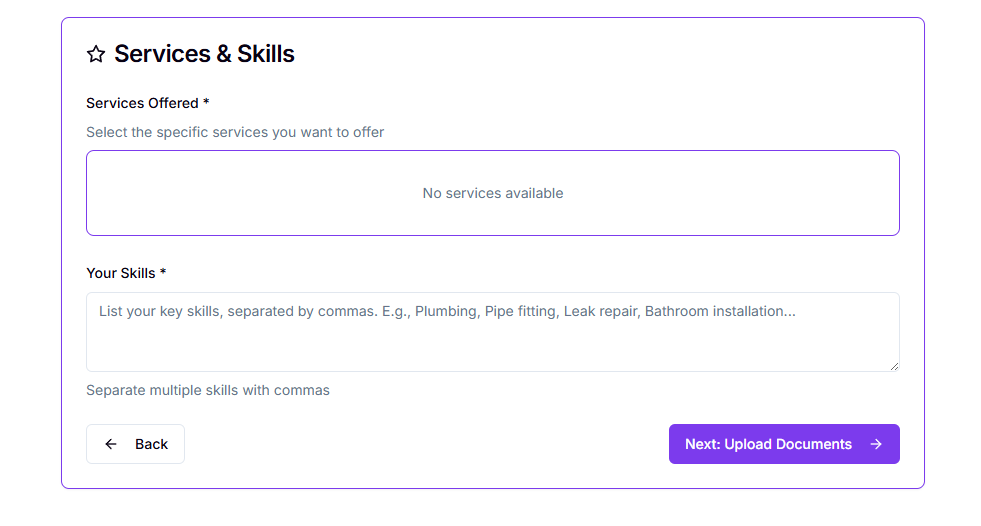 Services & Skills
Services Offered *
Select the specific services you want to offer
No services available
Your Skills *
List your key skills, separated by commas. E.g., Plumbing, Pipe fitting, Leak repair, Bathroom installation...
Separate multiple skills with commas
Back
Next: Upload Documents